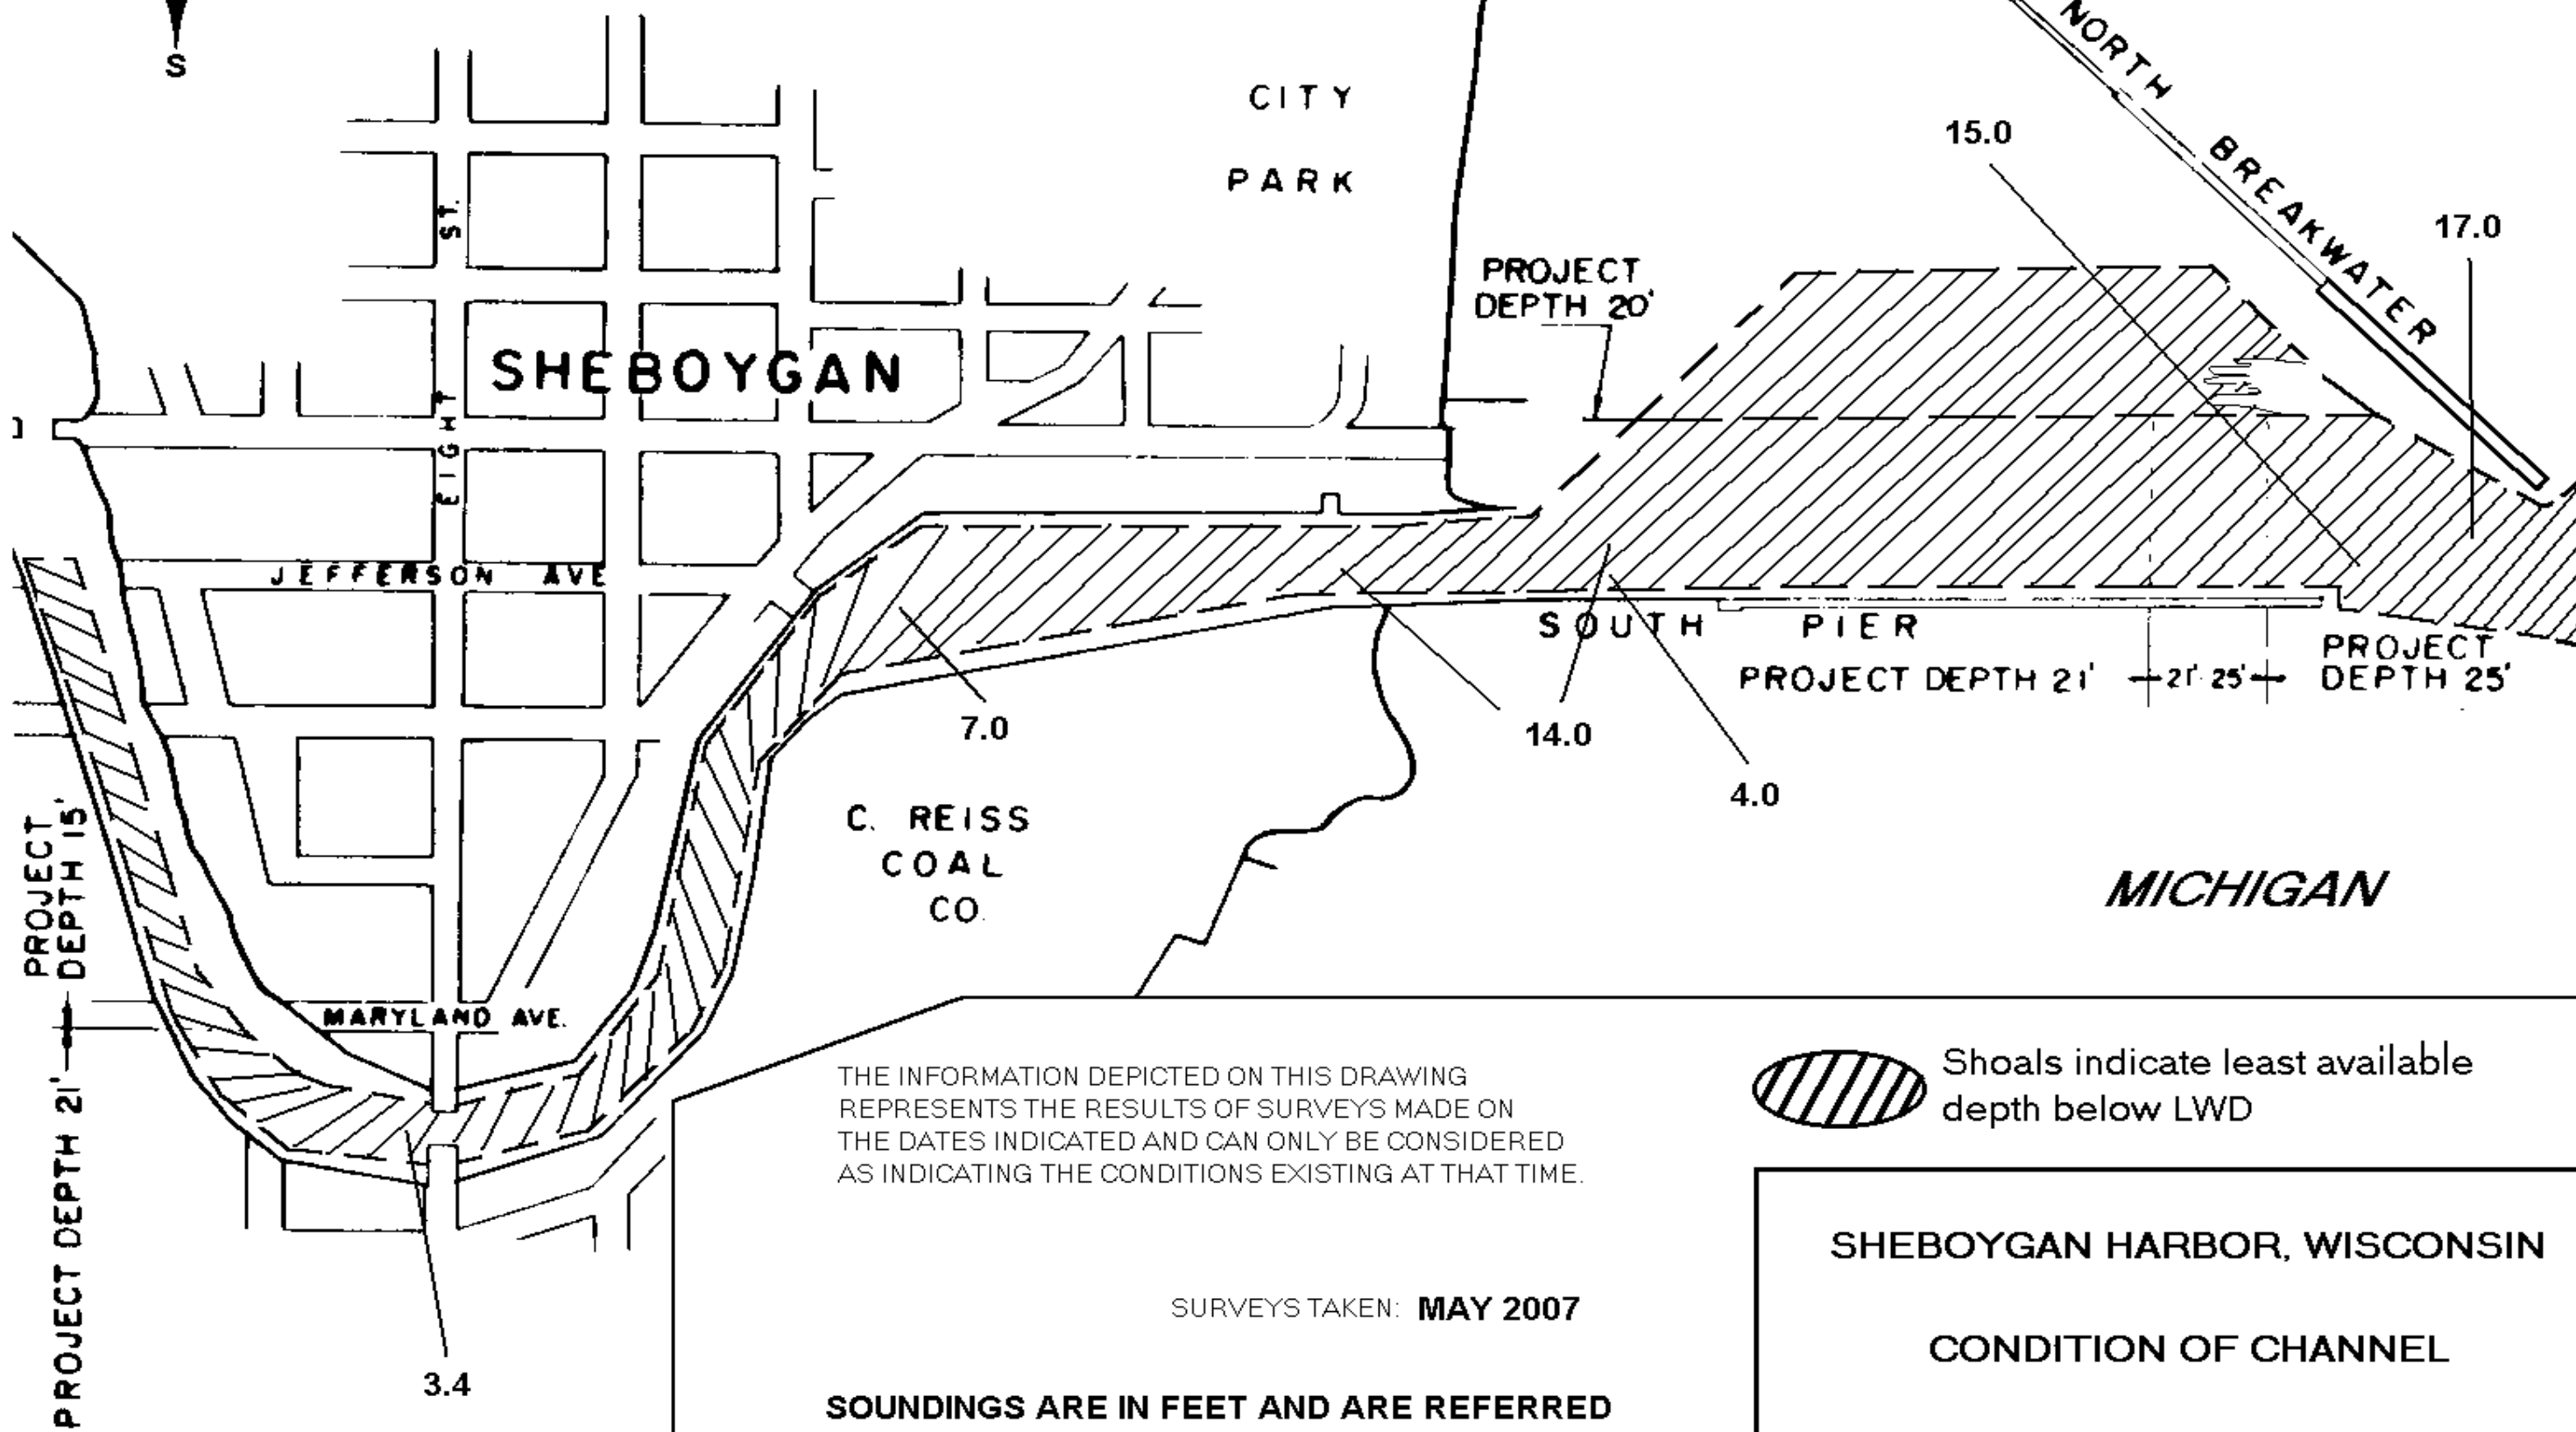 S
CITY
PARK
NORTH BREAKWATER
15.0
17.0
PROJECT
DEPTH 20'
EIGHT ST.
SHEBOYGAN
JEFFERSON AVE
SOUTH PIER
PROJECT DEPTH 21'
21' 25'
PROJECT
DEPTH 25'
7.0
14.0
4.0
C. REISS
COAL
CO.
MICHIGAN
PROJECT
DEPTH 15'
PROJECT DEPTH 21'
MARYLAND AVE.
3.4
THE INFORMATION DEPICTED ON THIS DRAWING
REPRESENTS THE RESULTS OF SURVEYS MADE ON
THE DATES INDICATED AND CAN ONLY BE CONSIDERED
AS INDICATING THE CONDITIONS EXISTING AT THAT TIME.
SURVEYS TAKEN: MAY 2007
SOUNDINGS ARE IN FEET AND ARE REFERRED
Shoals indicate least available
depth below LWD
SHEBOYGAN HARBOR, WISCONSIN
CONDITION OF CHANNEL